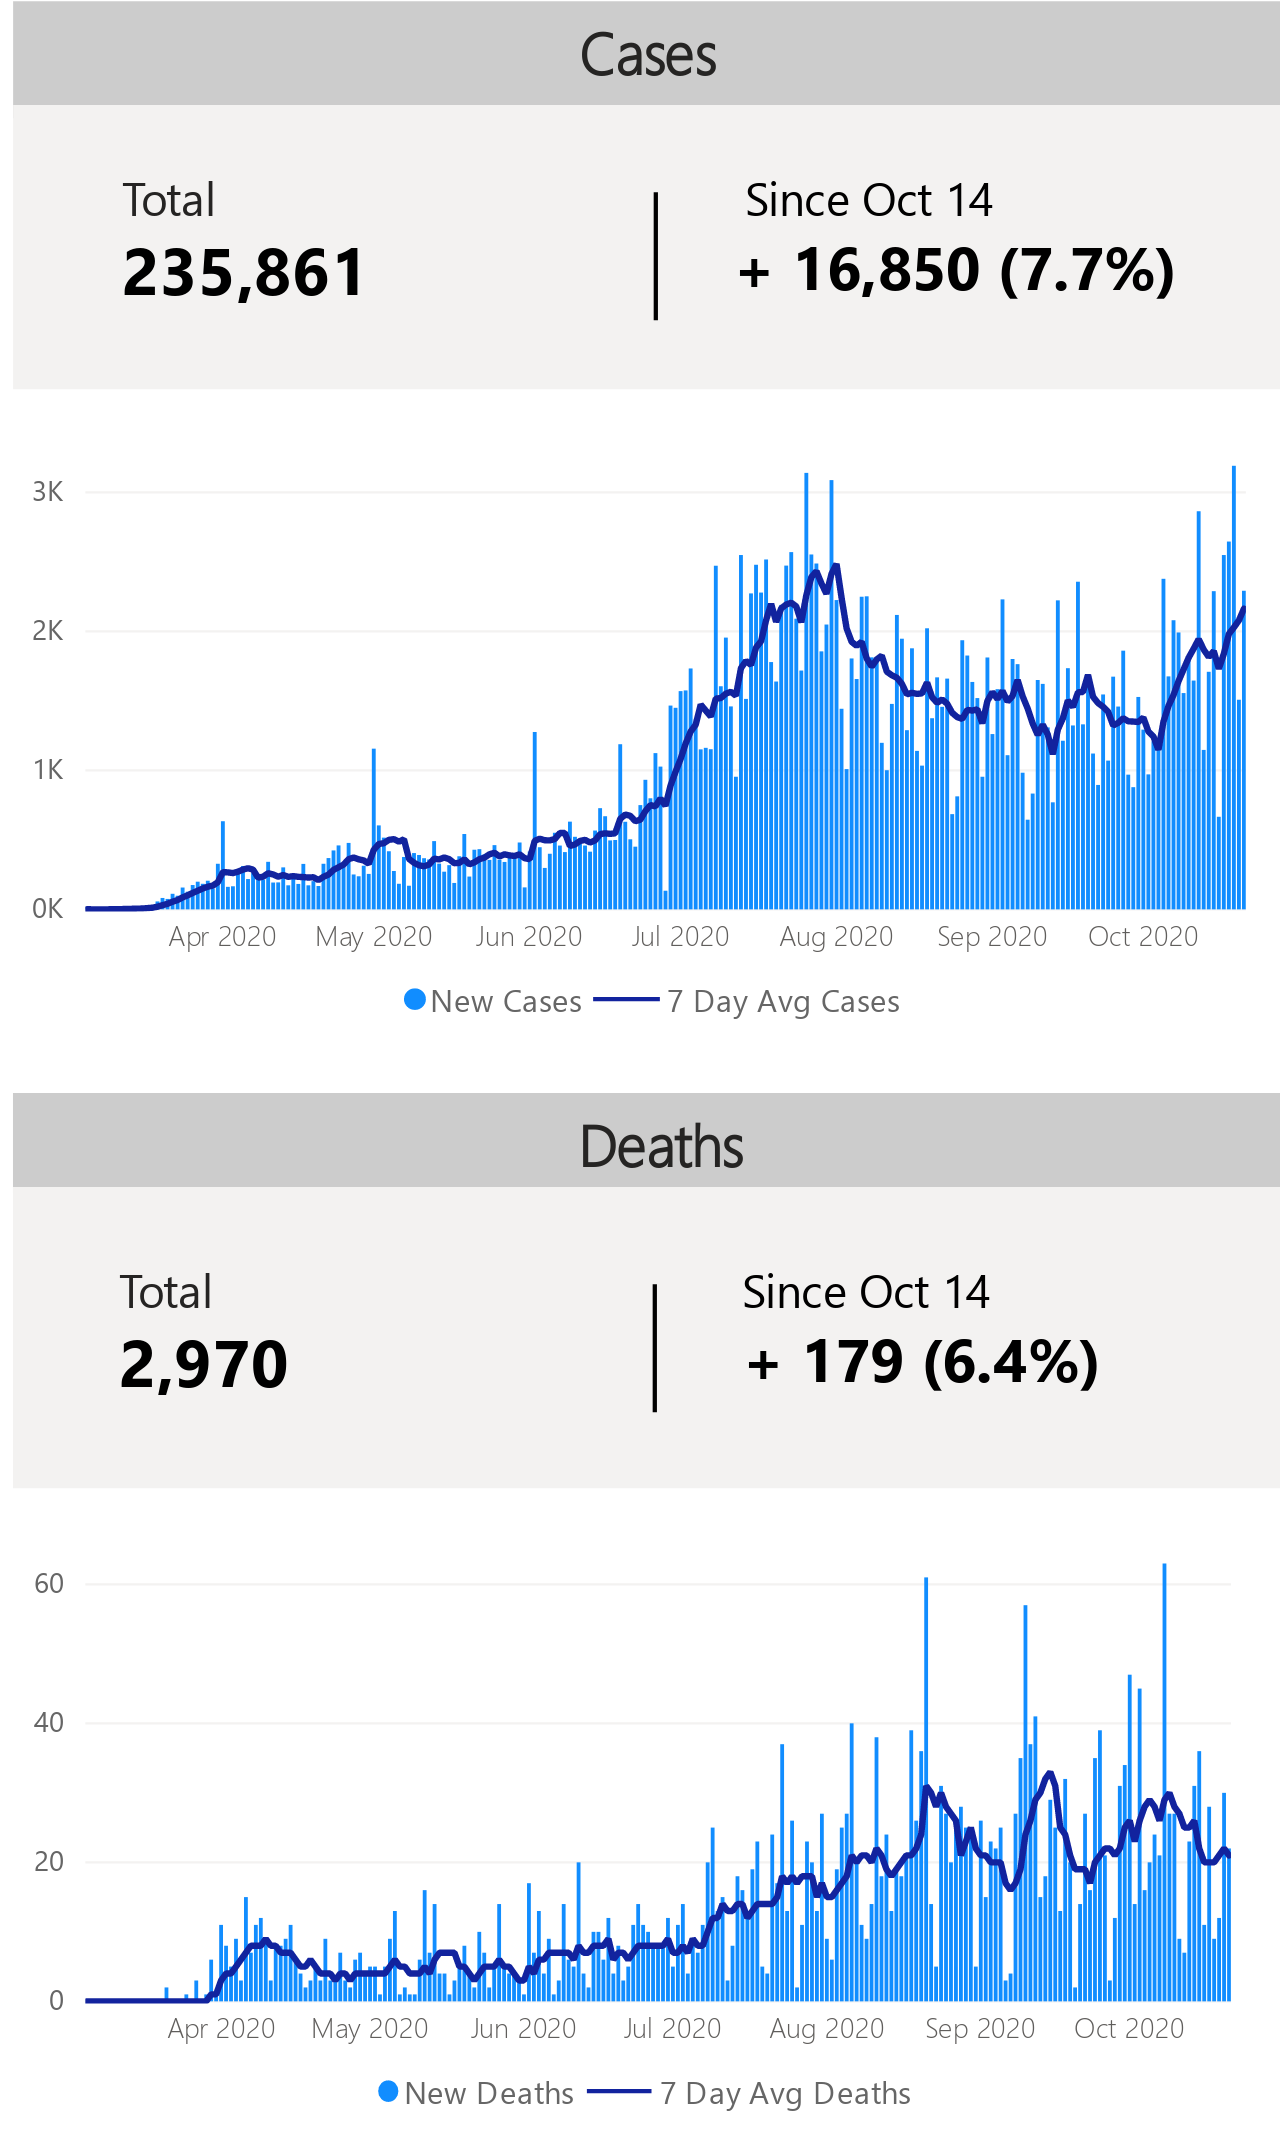 Cases
Total
Since Oct 14
235,861
+ 16,850 (7.7%)
3K
2K
1K
0K
Apr 2020 May 2020 Jun 2020 Jul 2020 Aug 2020 Sep 2020 Oct 2020
New Cases 7 Day Avg Cases
Deaths
Total
Since Oct 14
2,970
+ 179 (6.4%)
60
40
20
0
Apr 2020 May 2020 Jun 2020 Jul 2020 Aug 2020 Sep 2020 Oct 2020
New Deaths 7 Day Avg Deaths